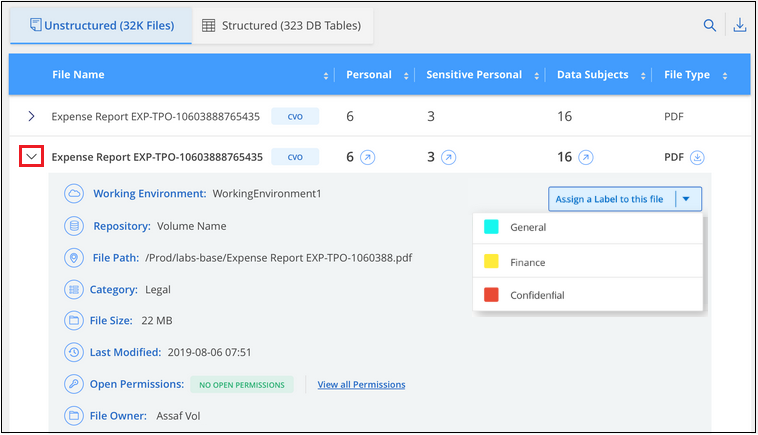 Unstructured (32K Files) Structured (323 DB Tables)
File Name Personal Sensitive Personal Data Subjects File Type
Expense Report EXP-TPO-10603888765435 CVO 6 3 16 PDF
Expense Report EXP-TPO-10603888765435 CVO 6 3 16 PDF
Working Environment: WorkingEnvironment1 Assign a Label to this file
Repository: Volume Name General
File Path: /Prod/labs-base/Expense Report EXP-TPO-1060388.pdf Finance
Category: Legal Confidential
File Size: 22 MB
Last Modified: 2019-08-06 07:51
Open Permissions: NO OPEN PERMISSIONS View all Permissions
File Owner: Assaf Vol